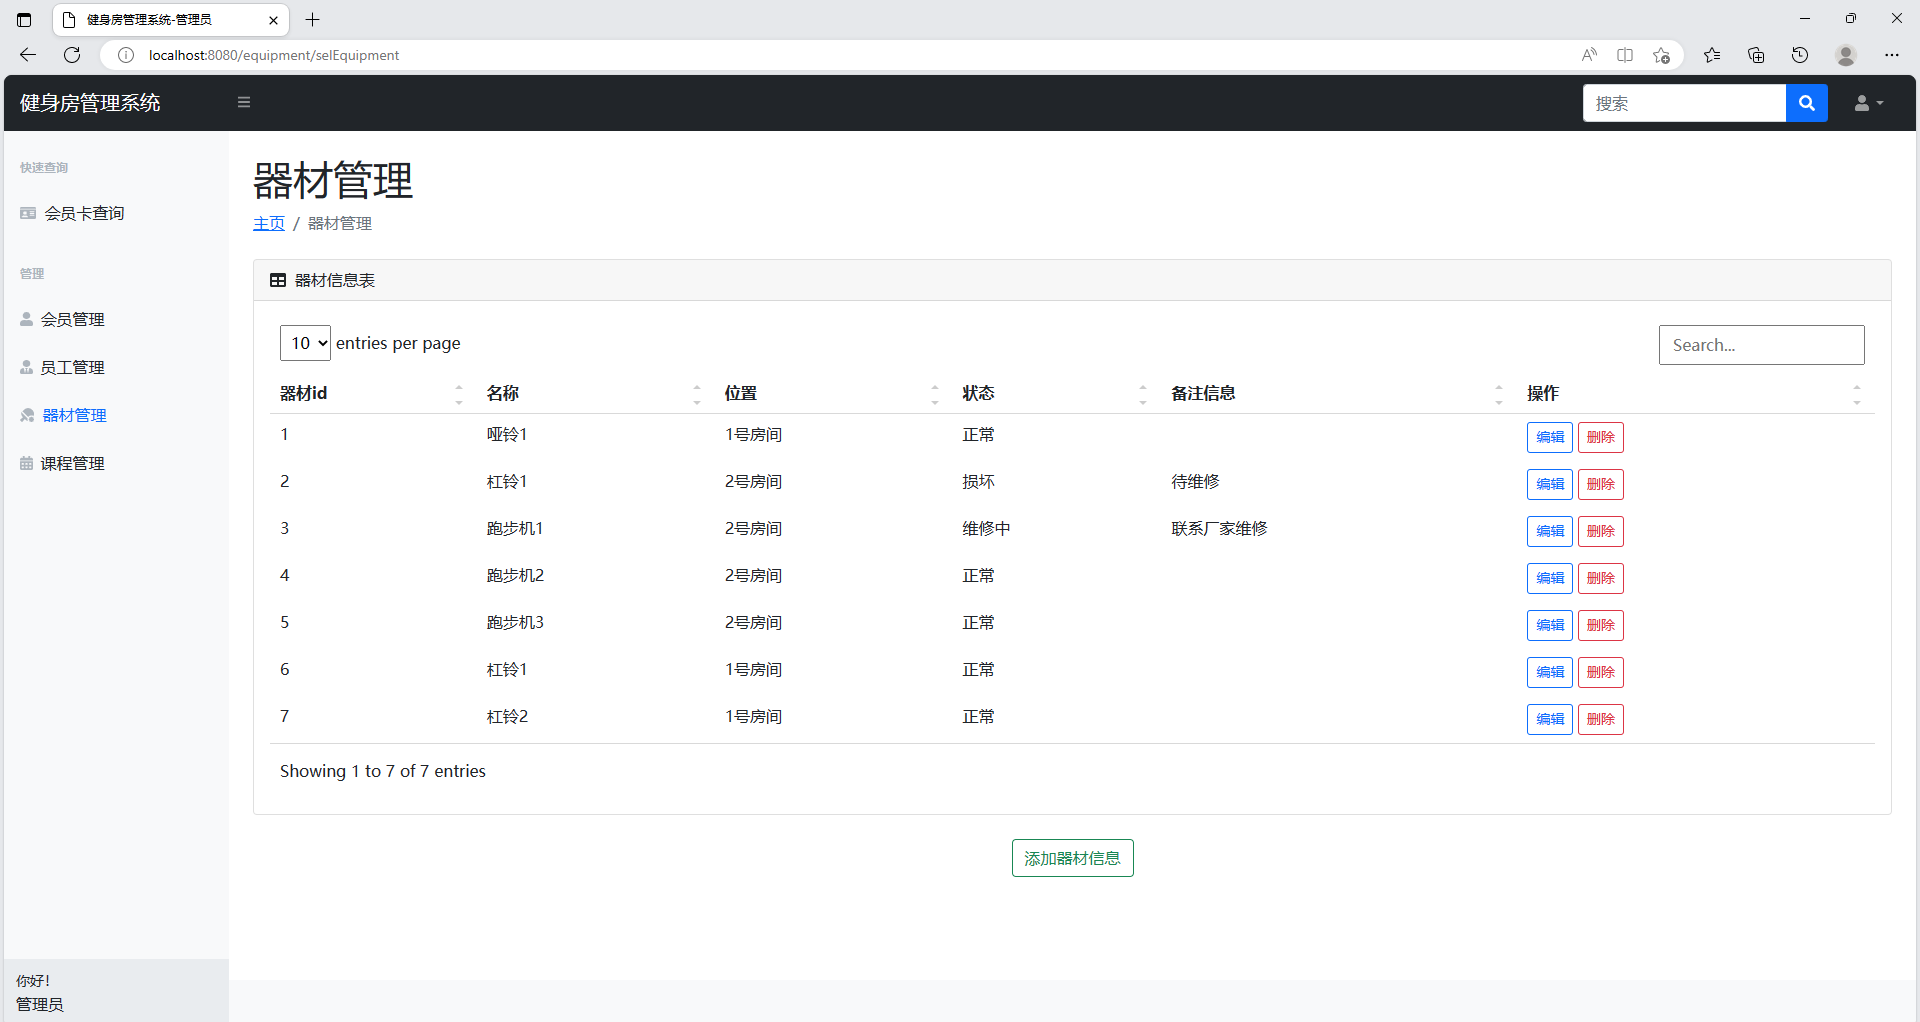 健身房管理系统-管理员
localhost:8080/equipment/selEquipment
健身房管理系统
搜索
快速查询
会员卡查询
管理
会员管理
员工管理
器材管理
课程管理
你好!
管理员
器材管理
主页 / 器材管理
器材信息表
10 entries per page
Search...
器材id 名称 位置 状态 备注信息 操作
1 哑铃1 1号房间 正常 编辑 删除
2 杠铃1 2号房间 损坏 待维修 编辑 删除
3 跑步机1 2号房间 维修中 联系厂家维修 编辑 删除
4 跑步机2 2号房间 正常 编辑 删除
5 跑步机3 2号房间 正常 编辑 删除
6 杠铃1 1号房间 正常 编辑 删除
7 杠铃2 1号房间 正常 编辑 删除
Showing 1 to 7 of 7 entries
添加器材信息